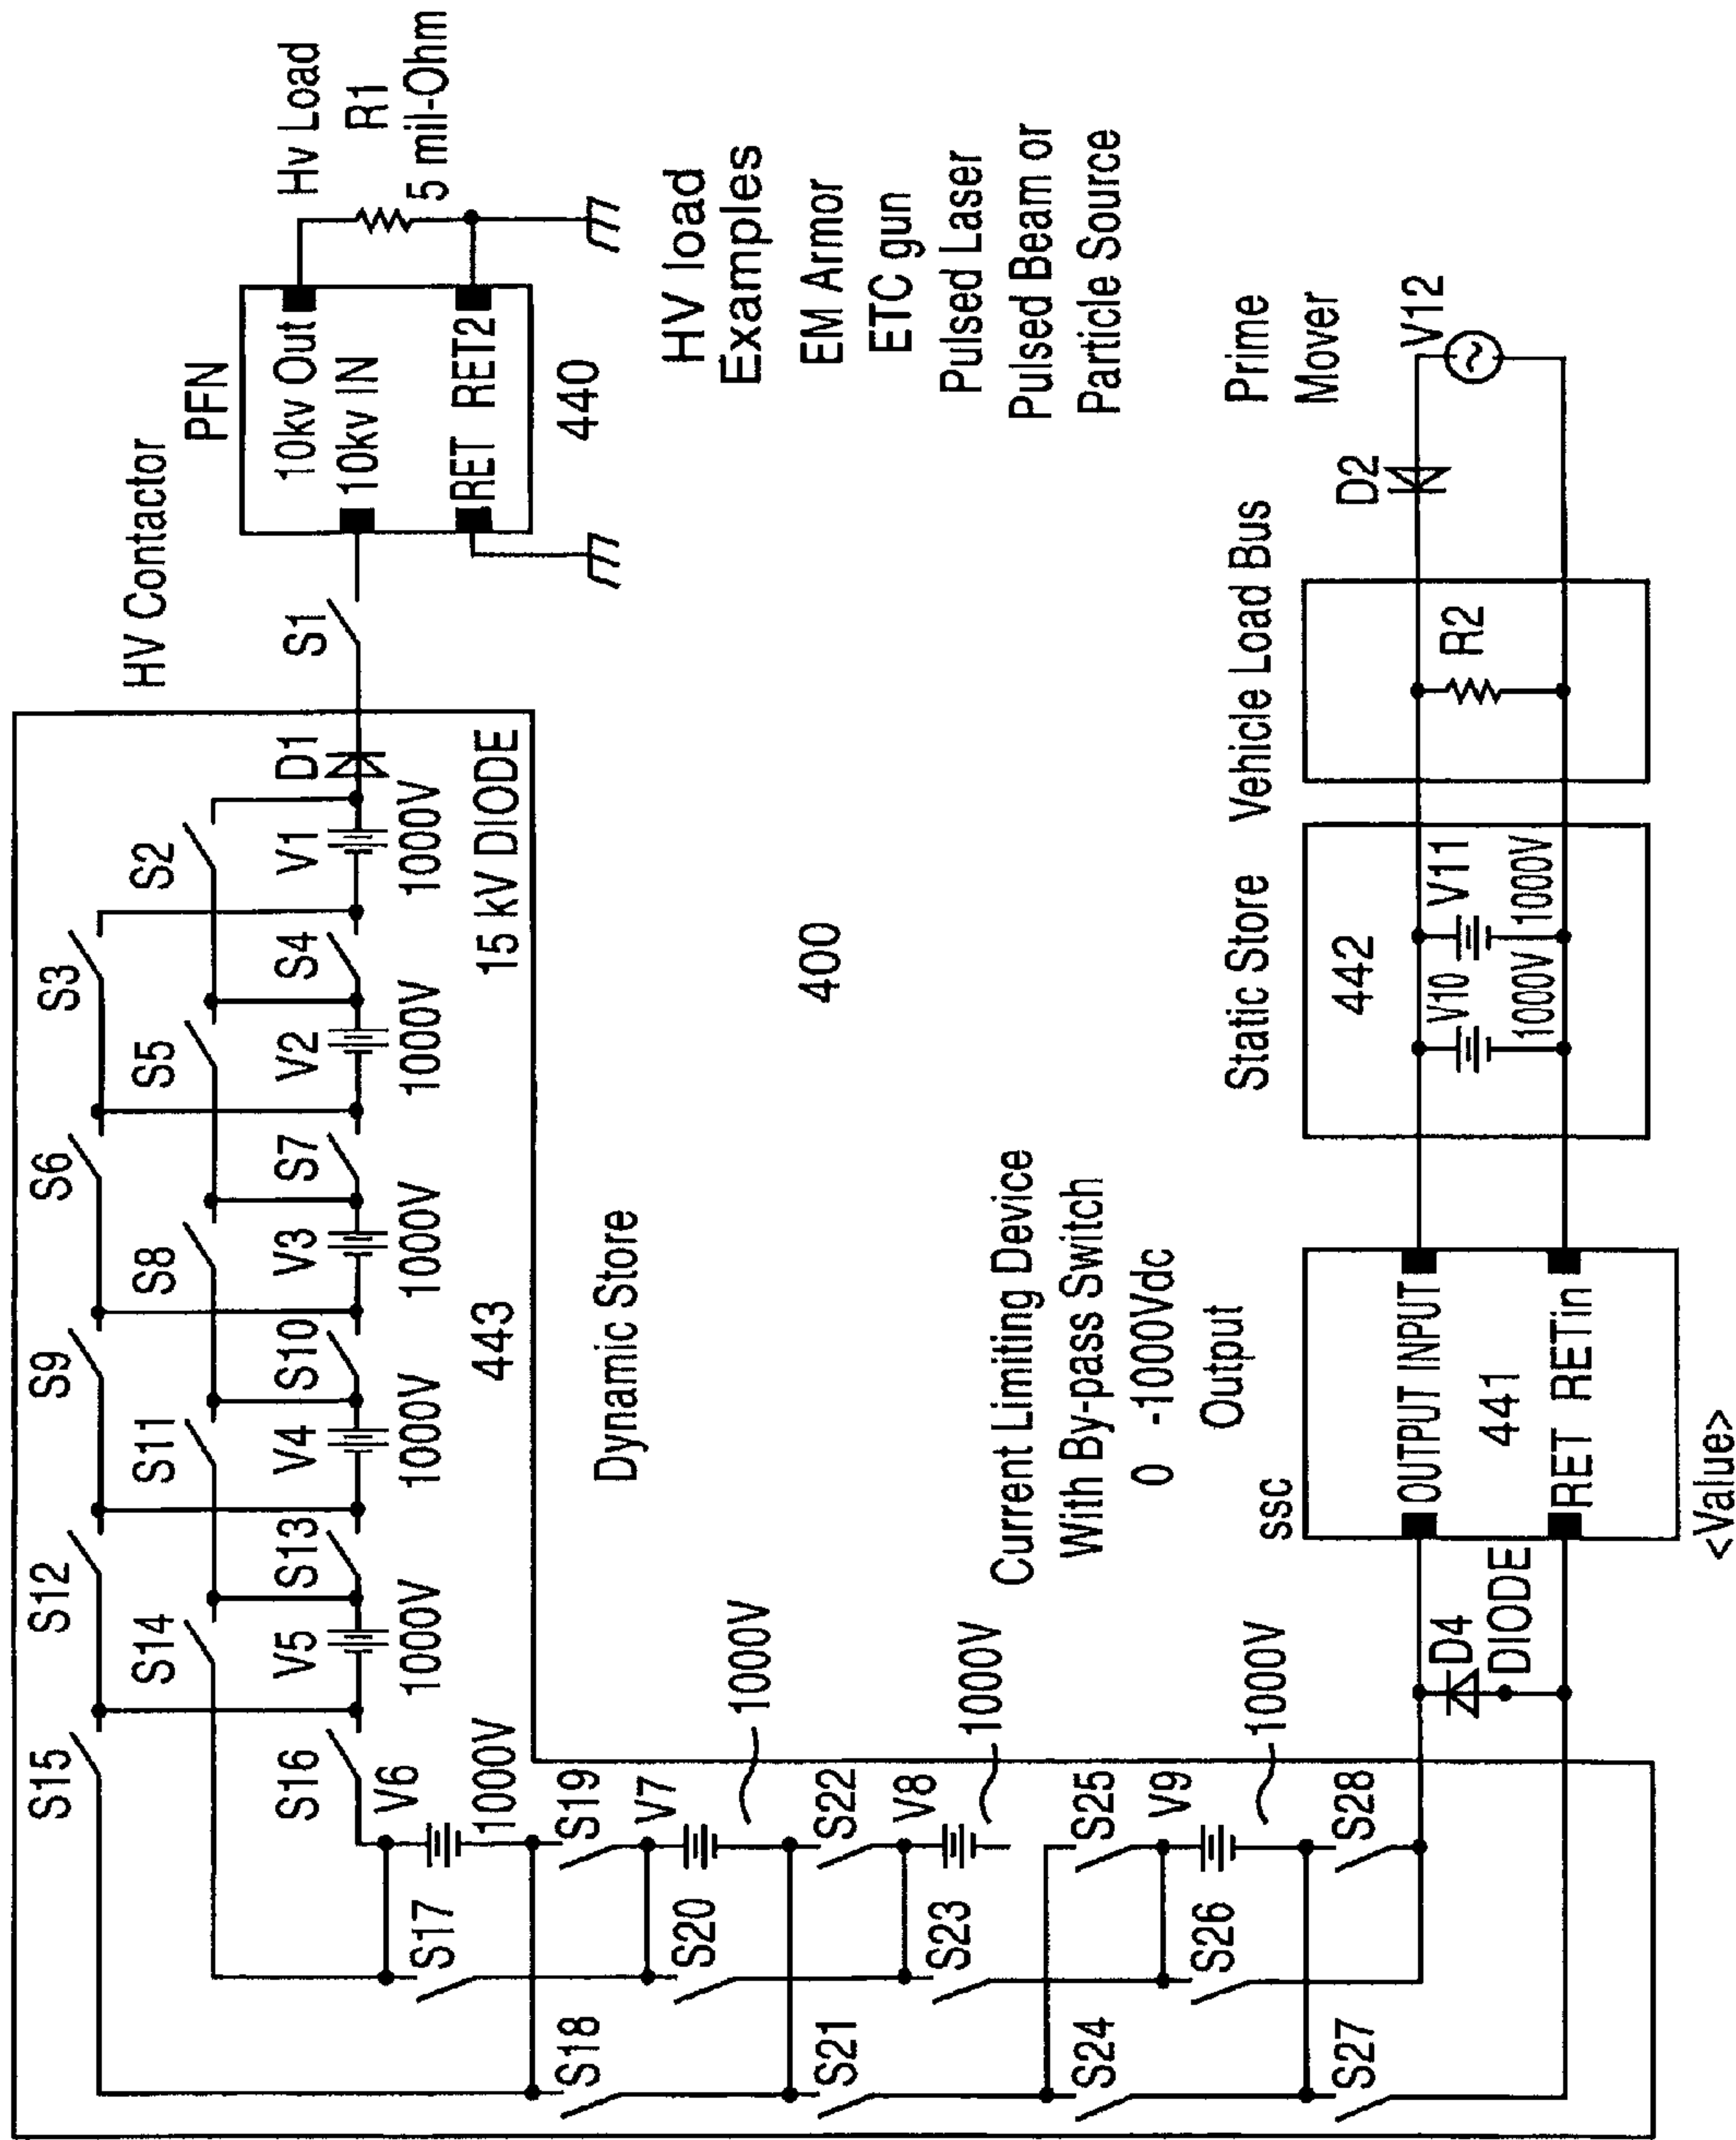 HV Contactor
PFN
10kv Out
10kv IN
RET RET2
440
Hv Load
R1
5 mil-Ohm
S1
D1
15 kV DIODE
S2
V1
1000V
S3
S4
S5
V2
1000V
S6
S7
S8
V3
1000V
S9
S10
S11
V4
1000V
S12
S13
S14
V5
1000V
443
S15
S16
V6
1000V
S17
S18
S19
V7
1000V
S20
S21
S22
V8
1000V
S23
S24
S25
V9
1000V
S26
S27
S28
Dynamic Store
400
HV load
Examples
EM Armor
ETC gun
Pulsed Laser
Pulsed Beam or
Particle Source
Current Limiting Device
With By-pass Switch
0 -1000Vdc
Output
D4
DIODE
ssc
OUTPUT INPUT
441
RET RETin
<Value>
Static Store
442
V10
1000V
V11
1000V
Vehicle Load Bus
R2
D2
Prime
Mover
V12